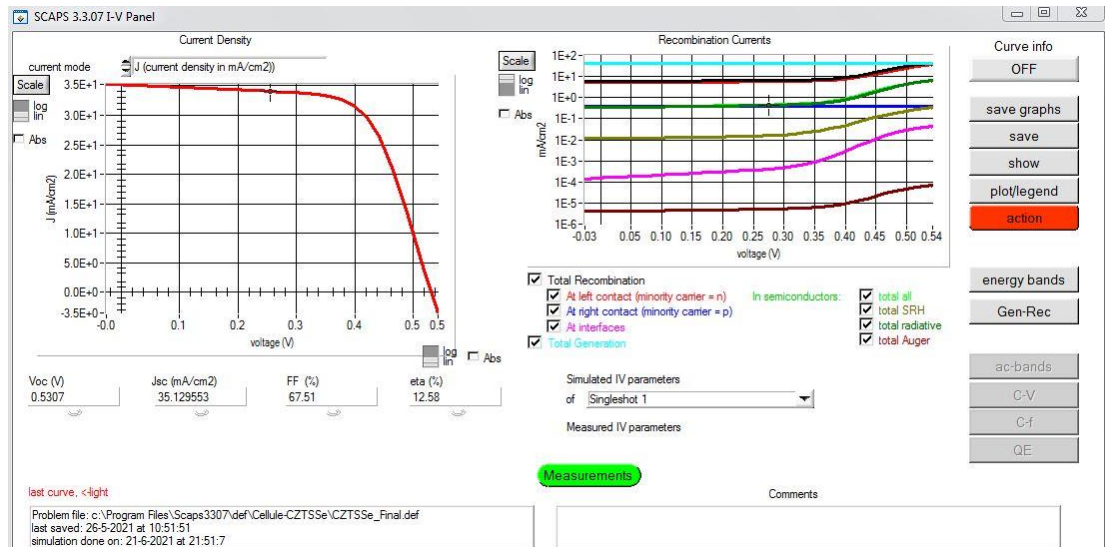 SCAPS 3.3.07 I-V Panel
Current Density
current mode
J (current density in mA/cm2))
Scale
log
lin
Abs
J (mA/cm2)
3.5E+1
3.0E+1
2.5E+1
2.0E+1
1.5E+1
1.0E+1
5.0E+0
0.0E+0
-3.5E+0
-0.0 0.1 0.2 0.3 0.4 0.5 0.5
voltage (V)
log
lin
Abs
Voc (V) Jsc (mA/cm2) FF (%) eta (%)
0.5307 35.129553 67.51 12.58
Recombination Currents
Scale
log
lin
Abs
mA/cm2
1E+2
1E+1
1E+0
1E-1
1E-2
1E-3
1E-4
1E-5
1E-6
-0.03 0.05 0.10 0.15 0.20 0.25 0.30 0.35 0.40 0.45 0.50 0.54
voltage (V)
Total Recombination
At left contact (minority carrier = n) In semiconductors: total all
At right contact (minority carrier = p) total SRH
At interfaces total radiative
Total Generation total Auger
Simulated IV parameters
of Singleshot 1
Measured IV parameters
Measurements
Curve info
OFF
save graphs
save
show
plot/legend
action
energy bands
Gen-Rec
ac-bands
C-V
C-f
QE
last curve, <-light
Comments
Problem file: c:\Program Files\Scaps3307\def\Cellule-CZTSSe\CZTSSe_Final.def
last saved: 26-5-2021 at 10:51:51
simulation done on: 21-6-2021 at 21:51:7